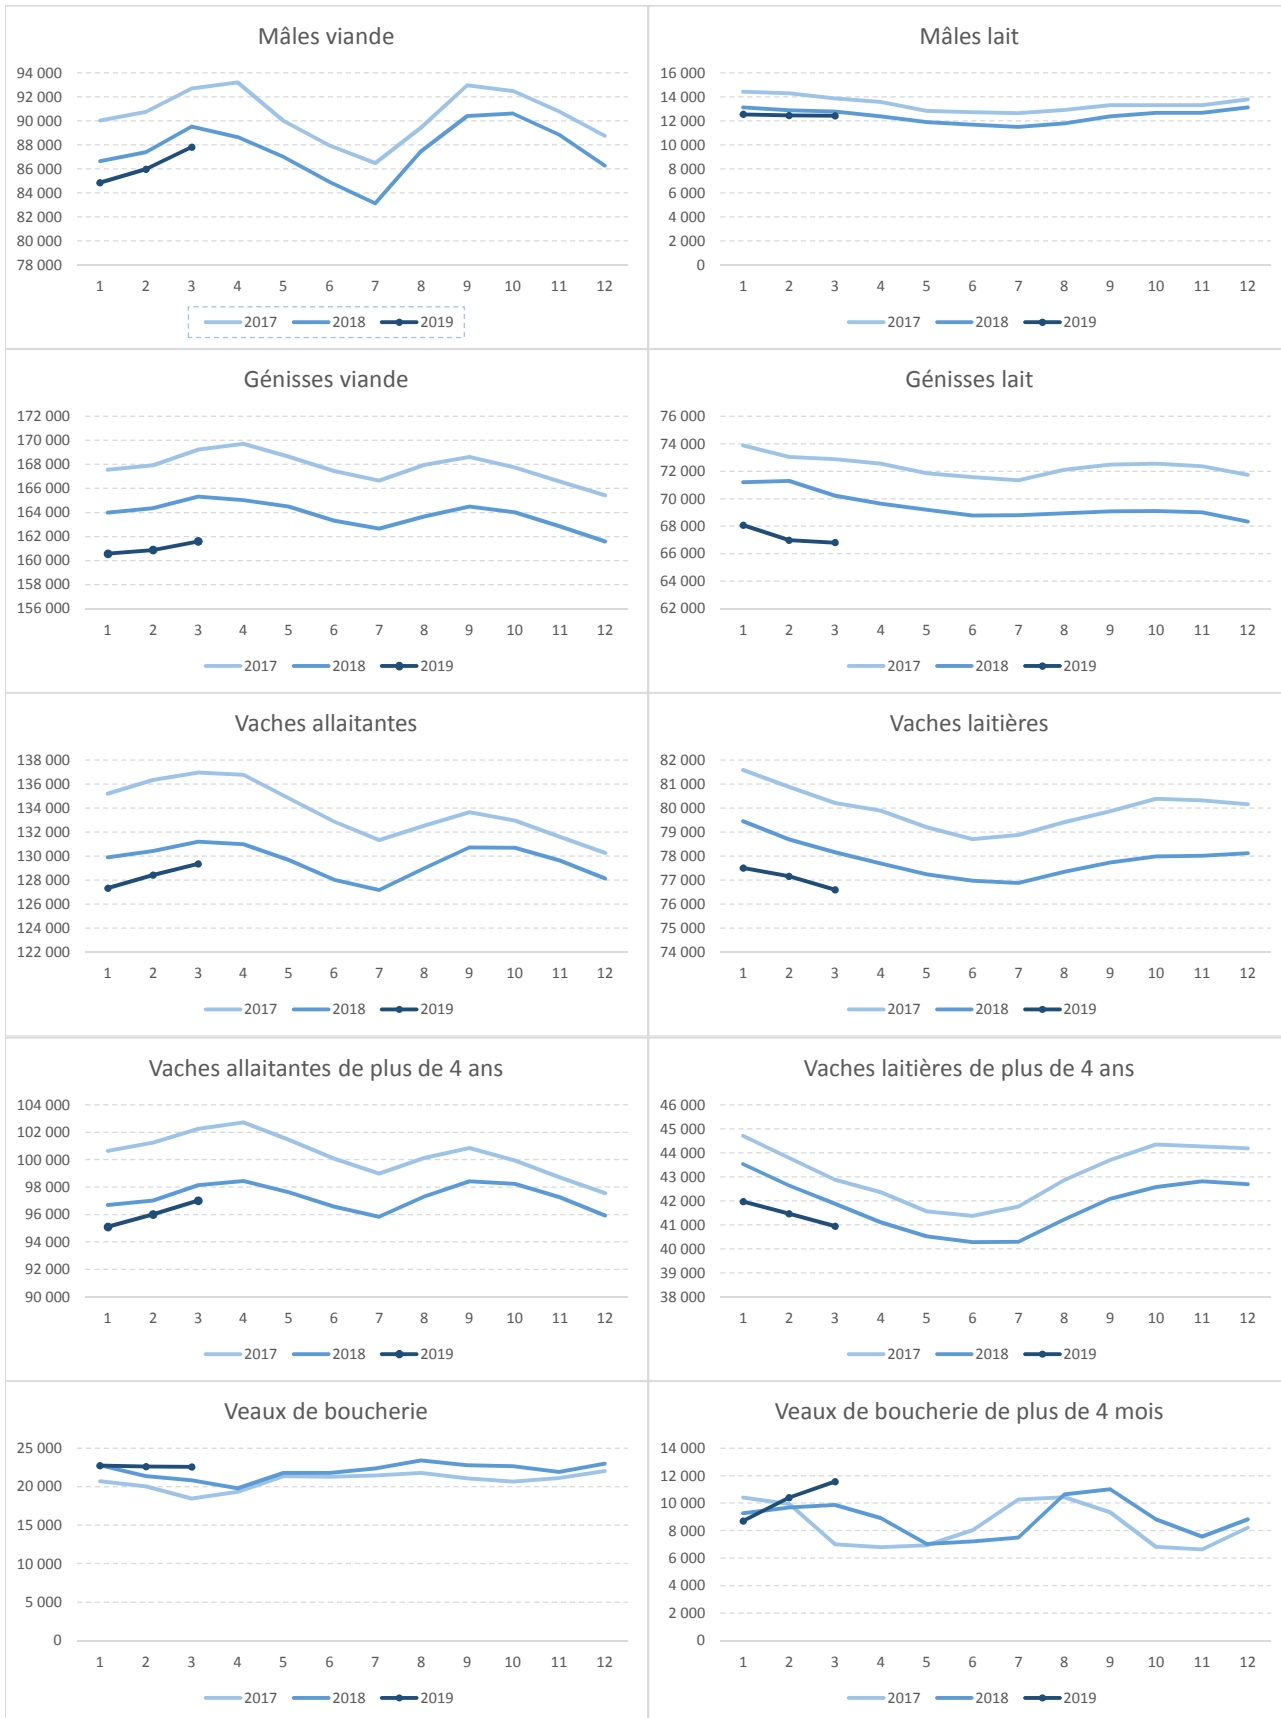 Mâles viande
94 000
92 000
90 000
88 000
86 000
84 000
82 000
80 000
78 000
1 2 3 4 5 6 7 8 9 10 11 12
2017 2018 2019
Mâles lait
16 000
14 000
12 000
10 000
8 000
6 000
4 000
2 000
0
1 2 3 4 5 6 7 8 9 10 11 12
2017 2018 2019
Génisses viande
172 000
170 000
168 000
166 000
164 000
162 000
160 000
158 000
156 000
1 2 3 4 5 6 7 8 9 10 11 12
2017 2018 2019
Génisses lait
76 000
74 000
72 000
70 000
68 000
66 000
64 000
62 000
1 2 3 4 5 6 7 8 9 10 11 12
2017 2018 2019
Vaches allaitantes
138 000
136 000
134 000
132 000
130 000
128 000
126 000
124 000
122 000
1 2 3 4 5 6 7 8 9 10 11 12
2017 2018 2019
Vaches laitières
82 000
81 000
80 000
79 000
78 000
77 000
76 000
75 000
74 000
1 2 3 4 5 6 7 8 9 10 11 12
2017 2018 2019
Vaches allaitantes de plus de 4 ans
104 000
102 000
100 000
98 000
96 000
94 000
92 000
90 000
1 2 3 4 5 6 7 8 9 10 11 12
2017 2018 2019
Vaches laitières de plus de 4 ans
46 000
45 000
44 000
43 000
42 000
41 000
40 000
39 000
38 000
1 2 3 4 5 6 7 8 9 10 11 12
2017 2018 2019
Veaux de boucherie
25 000
20 000
15 000
10 000
5 000
0
1 2 3 4 5 6 7 8 9 10 11 12
2017 2018 2019
Veaux de boucherie de plus de 4 mois
14 000
12 000
10 000
8 000
6 000
4 000
2 000
0
1 2 3 4 5 6 7 8 9 10 11 12
2017 2018 2019